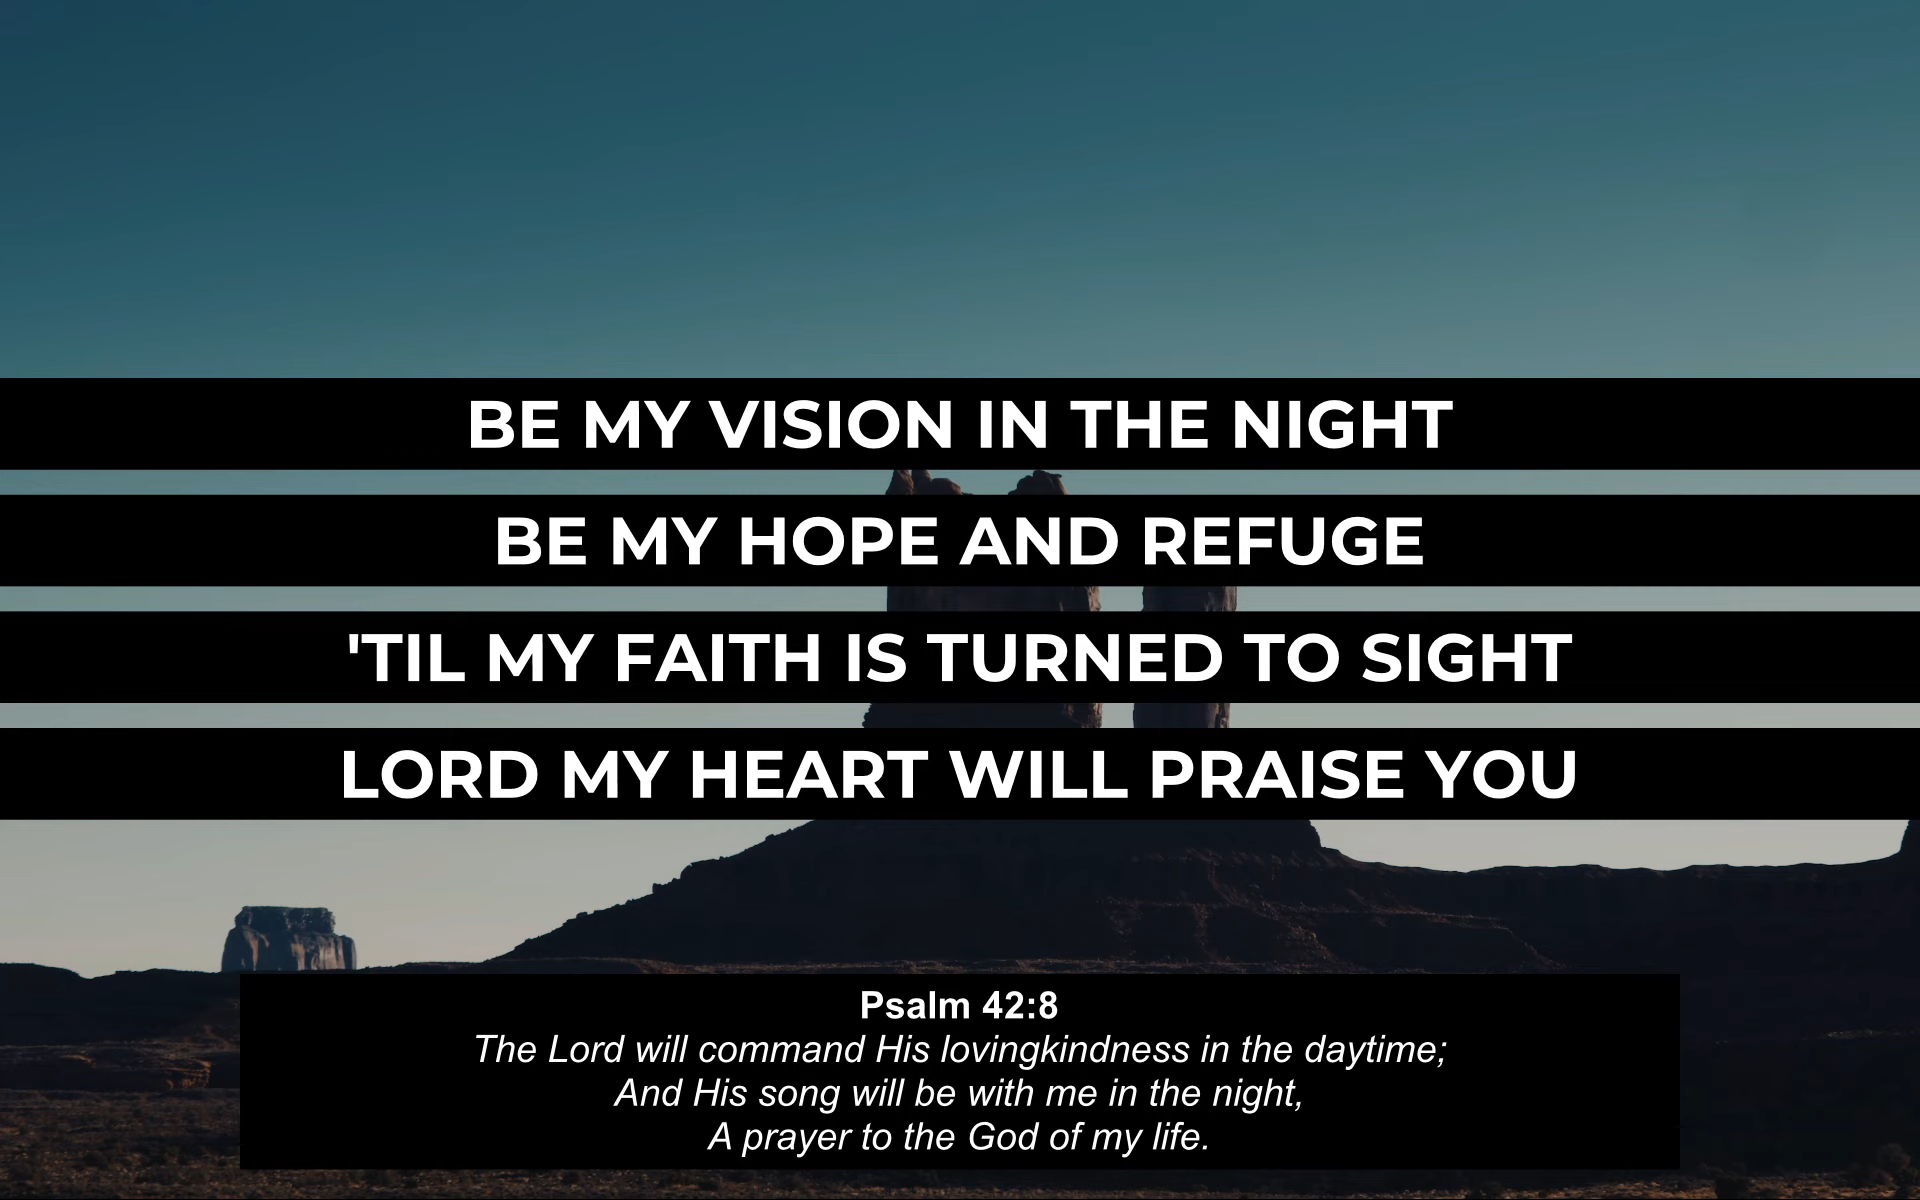 BE MY VISION IN THE NIGHT
BE MY HOPE AND REFUGE
'TIL MY FAITH IS TURNED TO SIGHT
LORD MY HEART WILL PRAISE YOU
Psalm 42:8
The Lord will command His lovingkindness in the daytime;
And His song will be with me in the night,
A prayer to the God of my life.